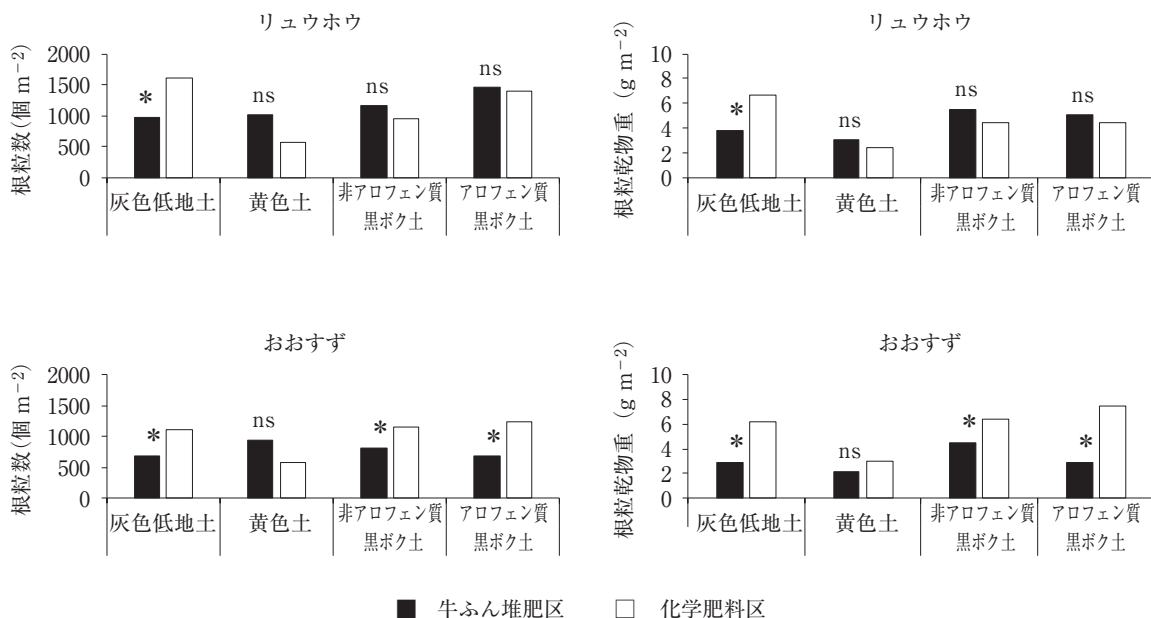 リュウホウ
根粒数(個 m⁻²)
2000
1500
1000
500
0
* ns ns ns
灰色低地土 黄色土 非アロフェン質 黒ボク土 アロフェン質 黒ボク土
リュウホウ
根粒乾物重 (g m⁻²)
10
8
6
4
2
0
* ns ns ns
灰色低地土 黄色土 非アロフェン質 黒ボク土 アロフェン質 黒ボク土
おおすず
根粒数(個 m⁻²)
2000
1500
1000
500
0
* ns * *
灰色低地土 黄色土 非アロフェン質 黒ボク土 アロフェン質 黒ボク土
おおすず
根粒乾物重 (g m⁻²)
10
8
6
4
2
0
* ns * *
灰色低地土 黄色土 非アロフェン質 黒ボク土 アロフェン質 黒ボク土
牛ふん堆肥区 化学肥料区